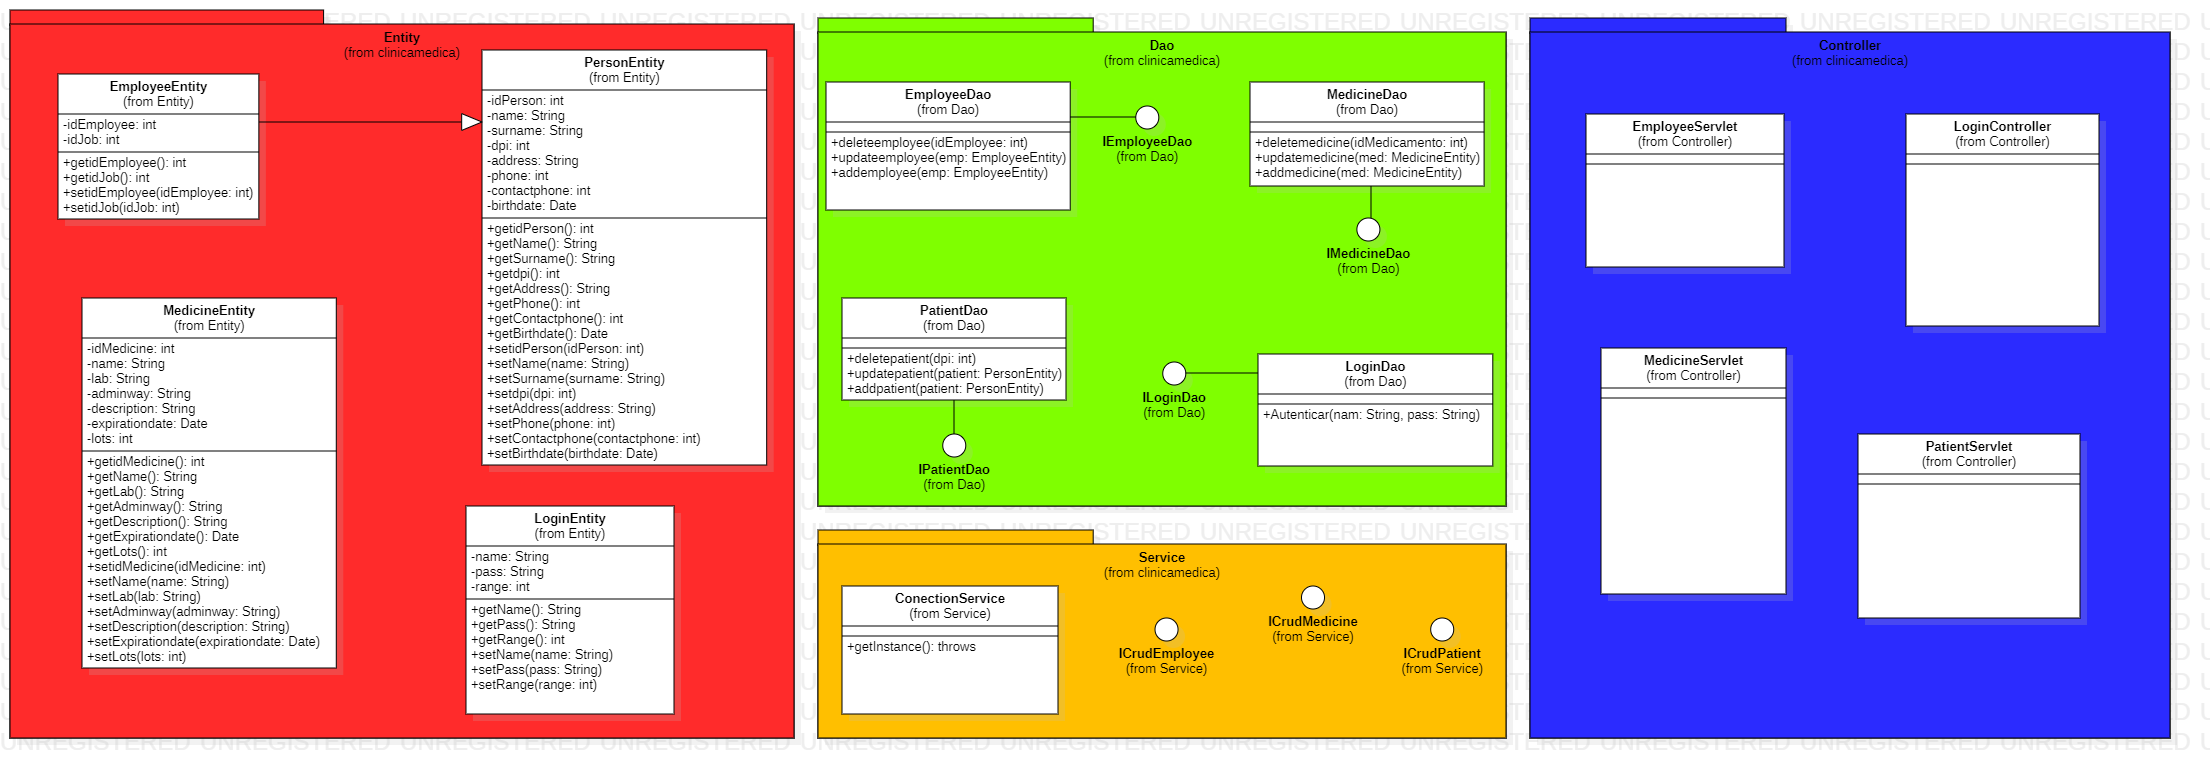 Entity
(from clinicamedica)
EmployeeEntity
(from Entity)
-idEmployee: int
-idJob: int
+getidEmployee(): int
+getidJob(): int
+setidEmployee(idEmployee: int)
+setidJob(idJob: int)
PersonEntity
(from Entity)
-idPerson: int
-name: String
-surname: String
-dpi: int
-address: String
-phone: int
-contactphone: int
-birthdate: Date
+getidPerson(): int
+getName(): String
+getSurname(): String
+getdpi(): int
+getAddress(): String
+getPhone(): int
+getContactphone(): int
+getBirthdate(): Date
+setidPerson(idPerson: int)
+setName(name: String)
+setSurname(surname: String)
+setdpi(dpi: int)
+setAddress(address: String)
+setPhone(phone: int)
+setContactphone(contactphone: int)
+setBirthdate(birthdate: Date)
MedicineEntity
(from Entity)
-idMedicine: int
-name: String
-lab: String
-adminway: String
-description: String
-expirationdate: Date
-lots: int
+getidMedicine(): int
+getName(): String
+getLab(): String
+getAdminway(): String
+getDescription(): String
+getExpirationdate(): Date
+getLots(): int
+setidMedicine(idMedicine: int)
+setName(name: String)
+setLab(lab: String)
+setAdminway(adminway: String)
+setDescription(description: String)
+setExpirationdate(expirationdate: Date)
+setLots(lots: int)
LoginEntity
(from Entity)
-name: String
-pass: String
-range: int
+getName(): String
+getPass(): String
+getRange(): int
+setName(name: String)
+setPass(pass: String)
+setRange(range: int)
Dao
(from clinicamedica)
EmployeeDao
(from Dao)
+deleteemployee(idEmployee: int)
+updateemployee(emp: EmployeeEntity)
+addemployee(emp: EmployeeEntity)
IEmployeeDao
(from Dao)
MedicineDao
(from Dao)
+deletemedicine(idMedicamento: int)
+updatemedicine(med: MedicineEntity)
+addmedicine(med: MedicineEntity)
IMedicineDao
(from Dao)
PatientDao
(from Dao)
+deletepatient(dpi: int)
+updatepatient(patient: PersonEntity)
+addpatient(patient: PersonEntity)
IPatientDao
(from Dao)
ILoginDao
(from Dao)
LoginDao
(from Dao)
+Autenticar(nam: String, pass: String)
Service
(from clinicamedica)
ConectionService
(from Service)
+getInstance(): throws
ICrudEmployee
(from Service)
ICrudMedicine
(from Service)
ICrudPatient
(from Service)
Controller
(from clinicamedica)
EmployeeServlet
(from Controller)
LoginController
(from Controller)
MedicineServlet
(from Controller)
PatientServlet
(from Controller)
UNREGISTERED UNREGISTERED UNREGISTERED